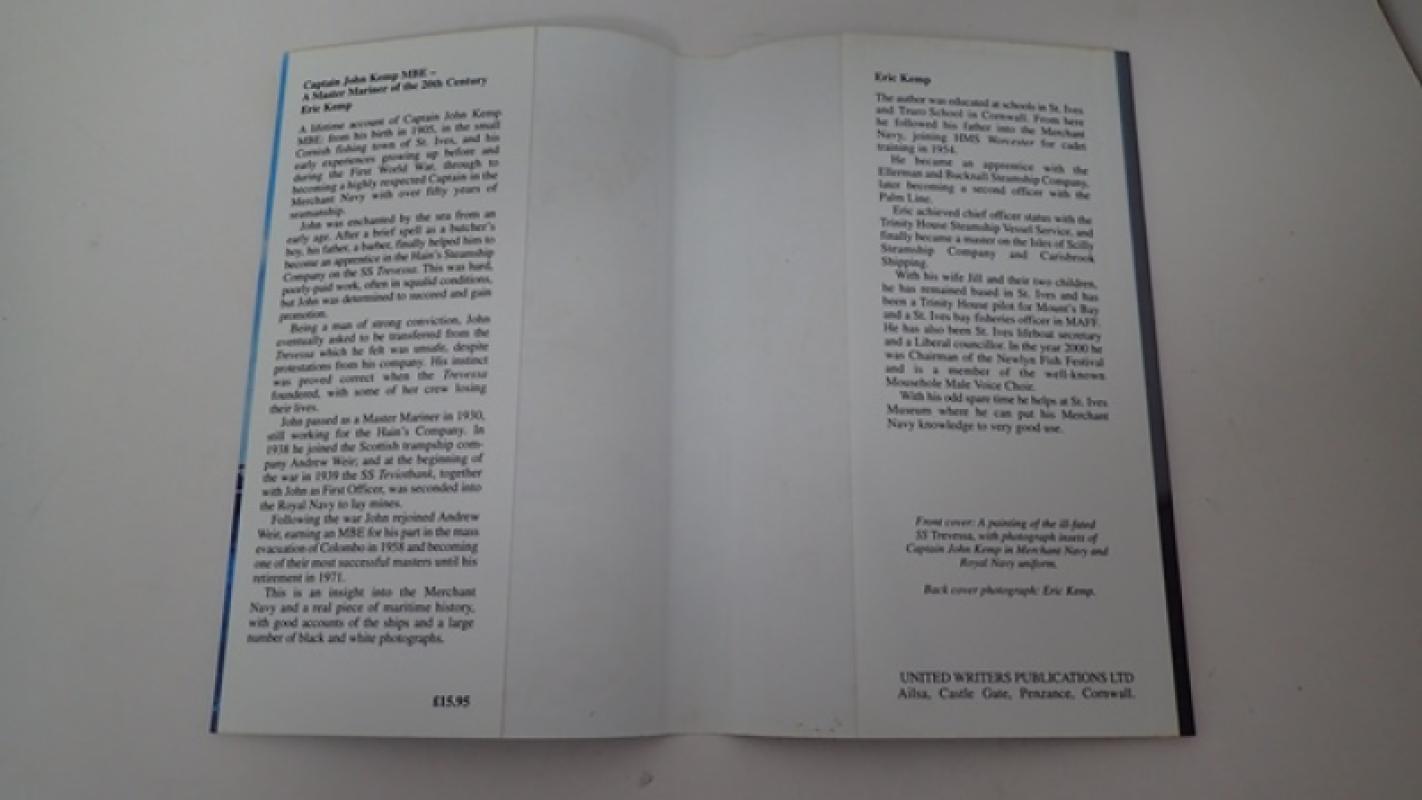 Captain John Kemp MBE –
A Master Mariner of the 20th Century
Eric Kemp
A lifetime account of Captain John Kemp
MBE; from his birth in 1905, in the small
Cornish fishing town of St. Ives, and his
early experiences growing up before and
during the First World War, through to
becoming a highly respected Captain in the
Merchant Navy with over fifty years of
seamanship.
John was enchanted by the sea from an
early age. After a brief spell as a butcher's
boy, his father, a barber, finally helped him to
become an apprentice in the Hain's Steamship
Company on the SS Trevessa. This was hard,
poorly-paid work, often in squalid conditions,
but John was determined to succeed and gain
promotion.
Being a man of strong conviction, John
eventually asked to be transferred from the
Trevessa which he felt was unsafe, despite
protestations from his company. His instinct
was proved correct when the Trevessa
foundered, with some of her crew losing
their lives.
John passed as a Master Mariner in 1930,
still working for the Hain's Company. In
1938 he joined the Scottish trampship com-
pany Andrew Weir; and at the beginning of
the war in 1939 the SS Teviotbank, together
with John as First Officer, was seconded into
the Royal Navy to lay mines.
Following the war John rejoined Andrew
Weir, earning an MBE for his part in the mass
evacuation of Colombo in 1958 and becoming
one of their most successful masters until his
retirement in 1971.
This is an insight into the Merchant
Navy and a real piece of maritime history,
with good accounts of the ships and a large
number of black and white photographs.
£15.95
Eric Kemp
The author was educated at schools in St. Ives
and Truro School in Cornwall. From here
he followed his father into the Merchant
Navy, joining HMS Worcester for cadet
training in 1954.
He became an apprentice with the
Ellerman and Bucknall Steamship Company,
later becoming a second officer with the
Palm Line.
Eric achieved chief officer status with the
Trinity House Steamship Vessel Service, and
finally became a master on the Isles of Scilly
Steamship Company and Carisbrook
Shipping.
With his wife Jill and their two children,
he has remained based in St. Ives and has
been a Trinity House pilot for Mount's Bay
and a St. Ives bay fisheries officer in MAFF.
He has also been St. Ives lifeboat secretary
and a Liberal councillor. In the year 2000 he
was Chairman of the Newlyn Fish Festival
and is a member of the well-known
Mousehole Male Voice Choir.
With his odd spare time he helps at St. Ives
Museum where he can put his Merchant
Navy knowledge to very good use.
Front cover: A painting of the ill-fated
SS Trevessa, with photograph insets of
Captain John Kemp in Merchant Navy and
Royal Navy uniform.
Back cover photograph: Eric Kemp.
UNITED WRITERS PUBLICATIONS LTD
Ailsa, Castle Gate, Penzance, Cornwall.